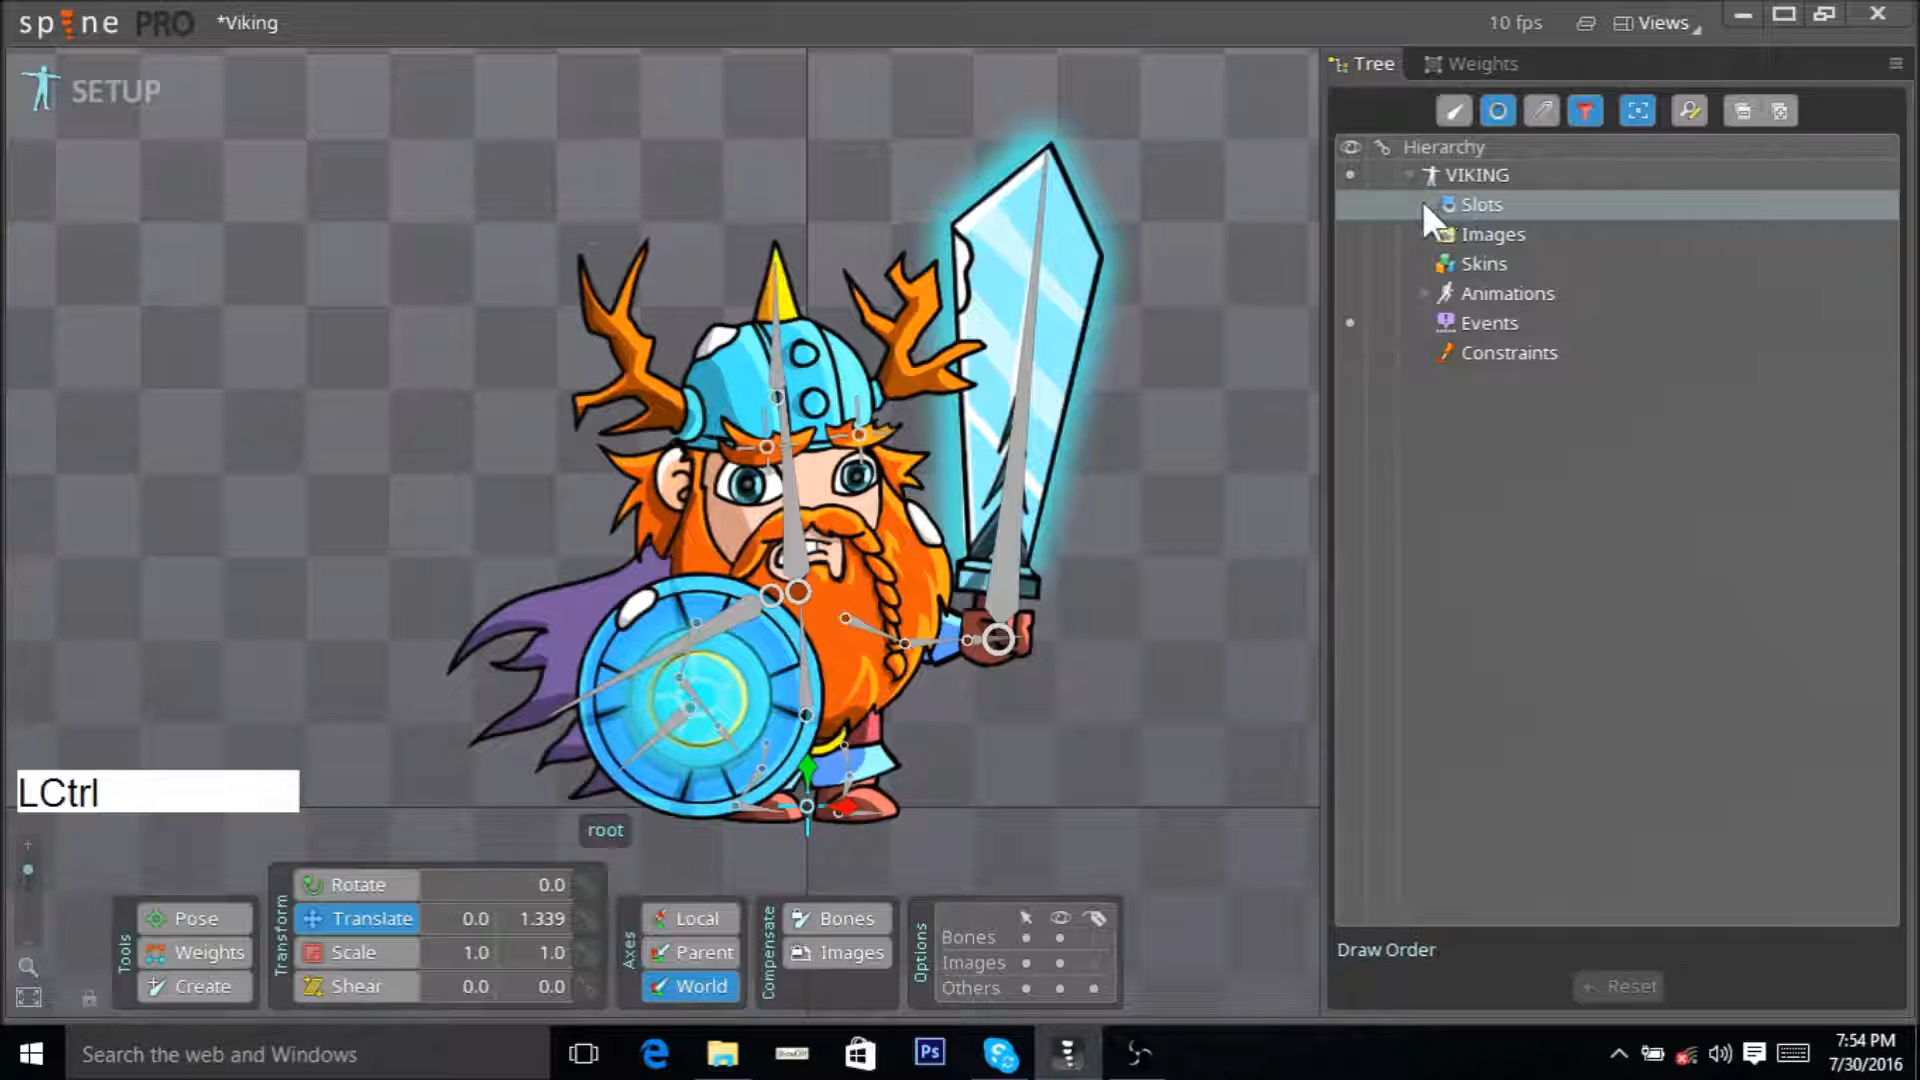 spine PRO *Viking 10 fps Views
SETUP
Tree Weights
Hierarchy
VIKING
Slots
Images
Skins
Animations
Events
Constraints
LCtrl
root
Tools
Pose
Weights
Create
Transform
Rotate 0.0
Translate 0.0 1.339
Scale 1.0 1.0
Shear 0.0 0.0
Axes
Local
Parent
World
Compensate
Bones
Images
Options
Bones
Images
Others
Draw Order
Reset
Search the web and Windows
Ps
7:54 PM
7/30/2016